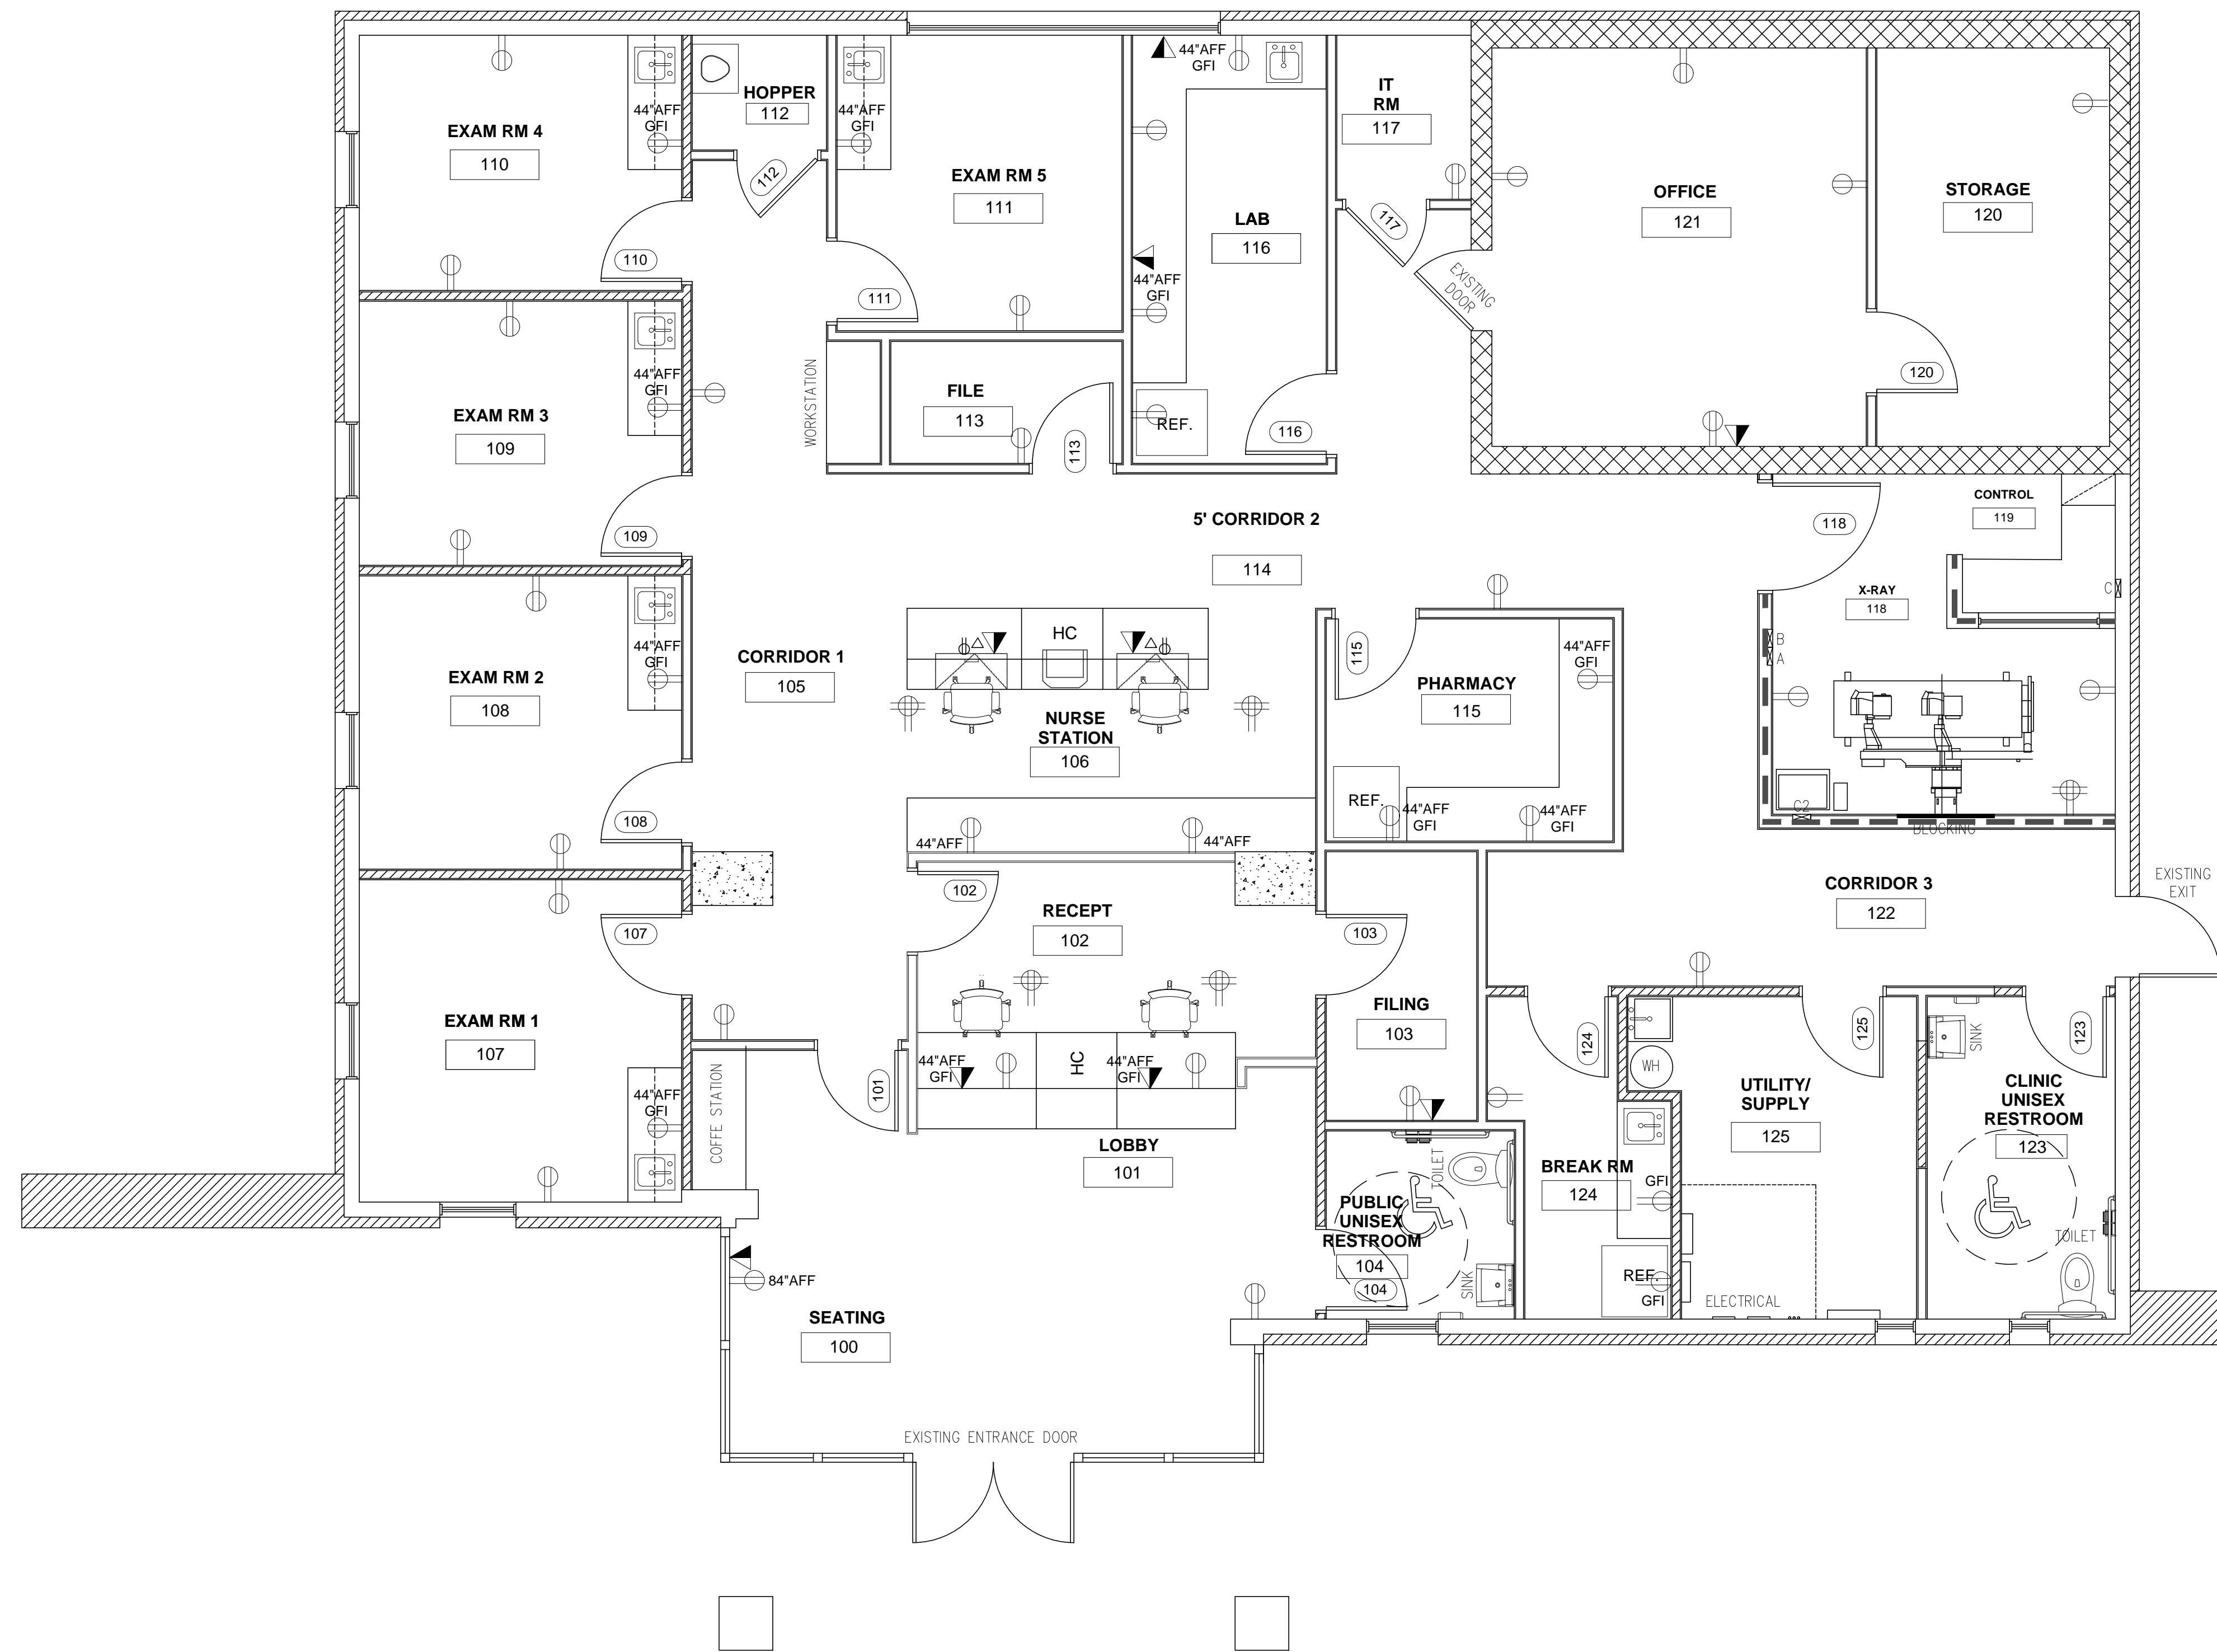 44"AFF
GFI
HOPPER
112
44"AFF
GFI
44"AFF
GFI
IT
RM
117
EXAM RM 4
110
112
EXAM RM 5
111
LAB
116
117
OFFICE
121
STORAGE
120
110
111
44"AFF
GFI
EXISTING
DOOR
44"AFF
GFI
EXAM RM 3
109
WORKSTATION
FILE
113
113
REF.
116
120
109
5' CORRIDOR 2
114
118
CONTROL
119
X-RAY
118
C
B
A
44"AFF
GFI
EXAM RM 2
108
CORRIDOR 1
105
HC
NURSE
STATION
106
115
PHARMACY
115
44"AFF
GFI
REF.
44"AFF
GFI
44"AFF
GFI
C2
BLOCKING
108
44"AFF
44"AFF
102
RECEPT
102
103
CORRIDOR 3
122
EXISTING
EXIT
107
EXAM RM 1
107
FILING
103
124
125
SINK
123
44"AFF
GFI
COFFE STATION
101
44"AFF
GFI
HC
44"AFF
GFI
WH
UTILITY/
SUPPLY
125
CLINIC
UNISEX
RESTROOM
123
LOBBY
101
TOILET
BREAK RM
124
GFI
PUBLIC
UNISEX
RESTROOM
104
104
SINK
REF.
GFI
ELECTRICAL
TOILET
84"AFF
SEATING
100
EXISTING ENTRANCE DOOR